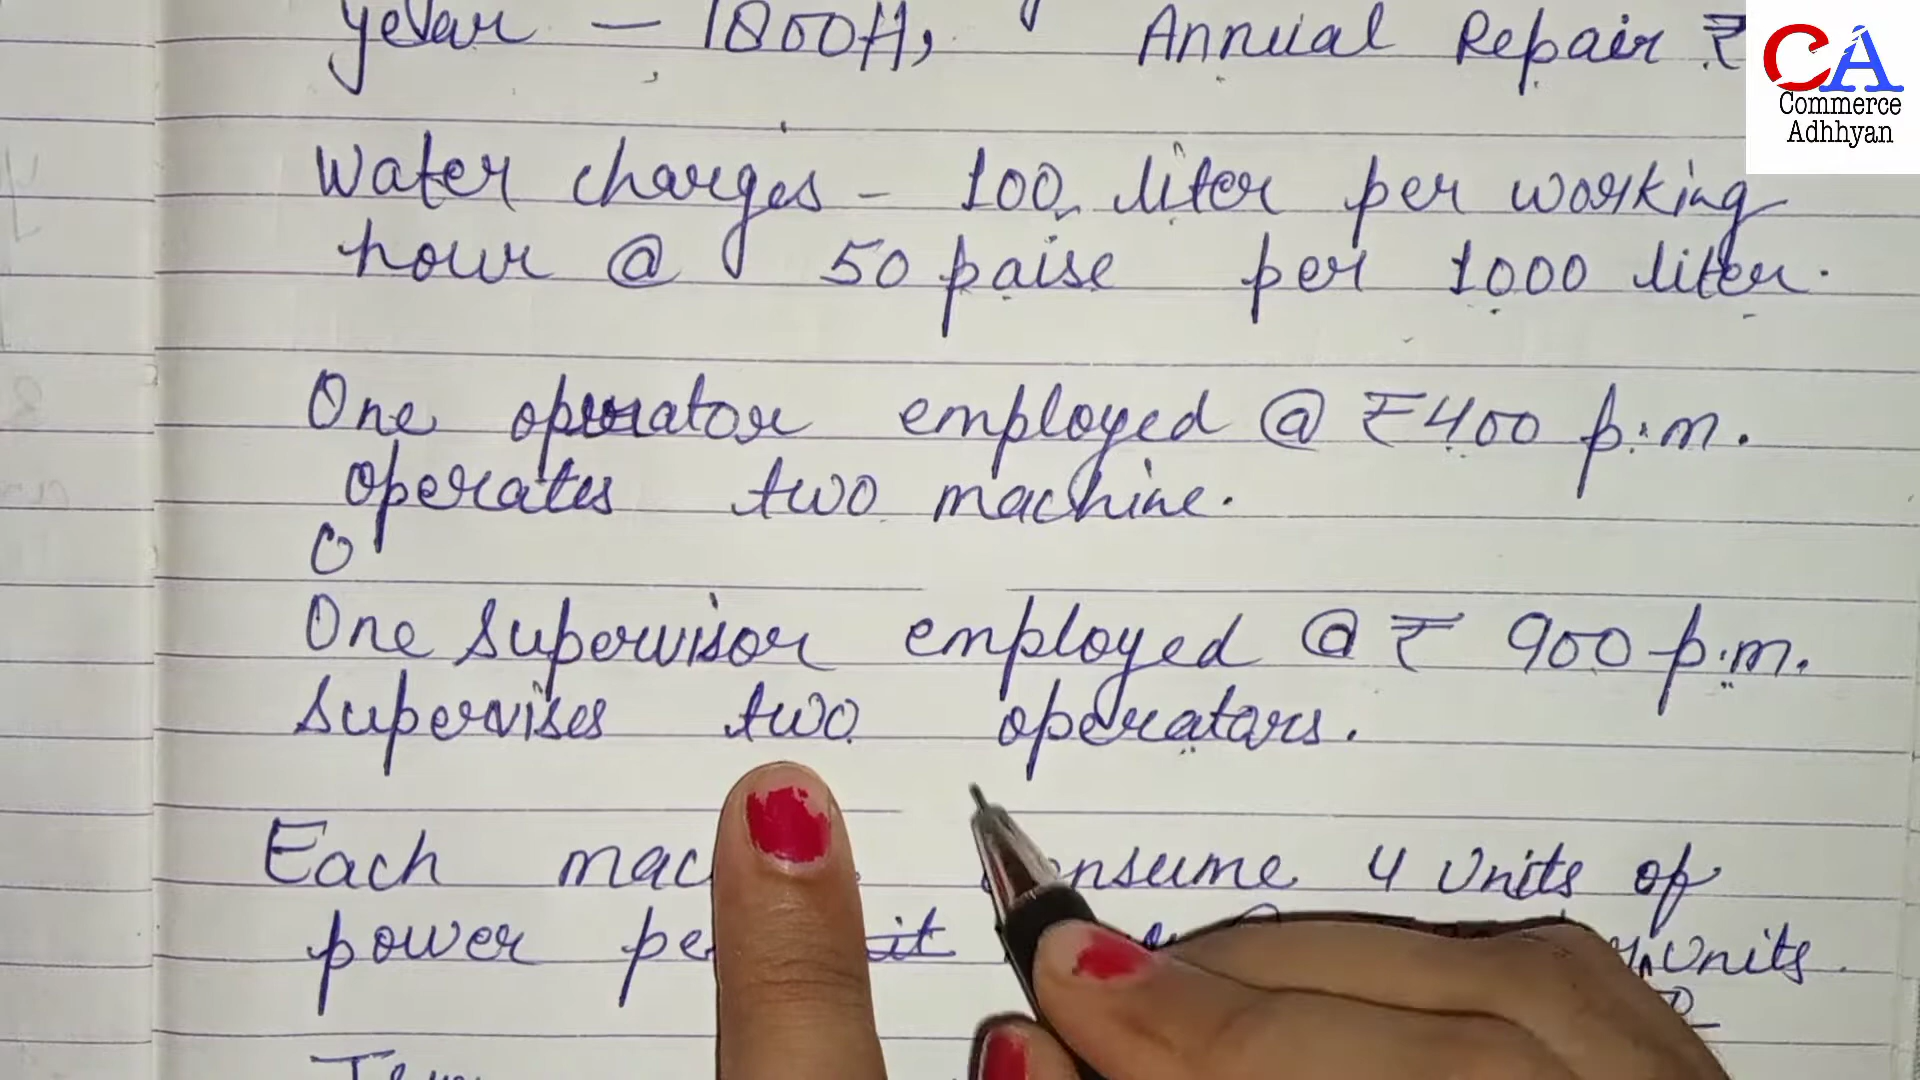 year - 1800H, Annual Repair ₹
CA
Commerce
Adhhyan
Water charges - 100 liter per working
hour @ 50 paise per 1000 liter.
One operator employed @ ₹400 p.m.
operates two machine.
O
One Supervisor employed @ ₹ 900 p.m.
Supervises two operators.
Each consume 4 Units of
power Units.